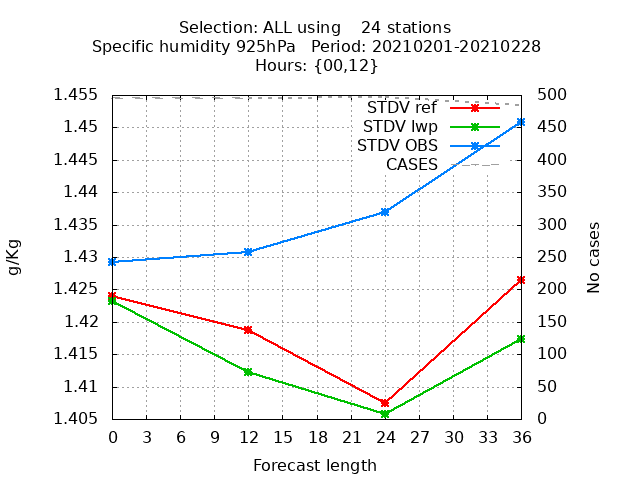 Selection: ALL using    24 stations
Specific humidity 925hPa   Period: 20210201-20210228
Hours: {00,12}
STDV ref
STDV lwp
STDV OBS
CASES
g/Kg
1.455
1.45
1.445
1.44
1.435
1.43
1.425
1.42
1.415
1.41
1.405
500
450
400
350
300
250
200
150
100
50
0
No cases
0 3 6 9 12 15 18 21 24 27 30 33 36
Forecast length